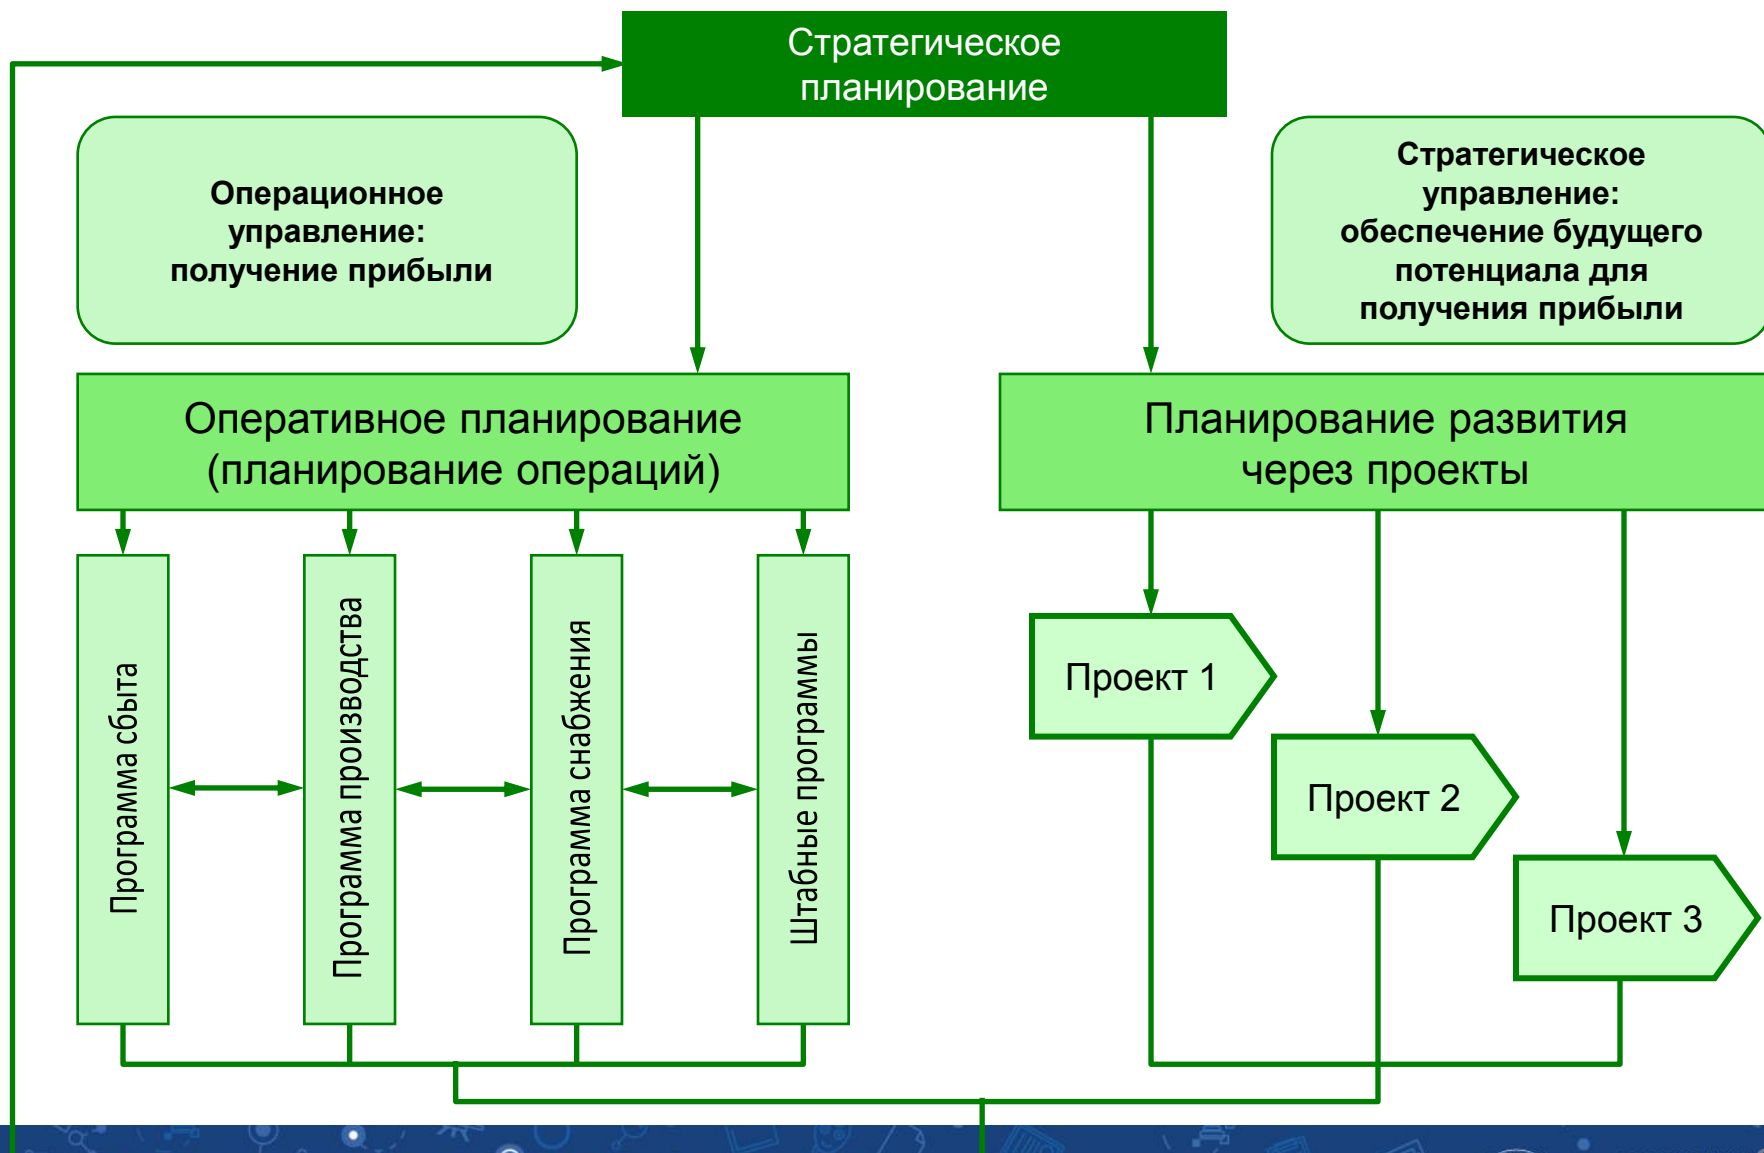 Стратегическое
планирование
Операционное
управление:
получение прибыли
Стратегическое
управление:
обеспечение будущего
потенциала для
получения прибыли
Оперативное планирование
(планирование операций)
Планирование развития
через проекты
Программа сбыта
Программа производства
Программа снабжения
Штабные программы
Проект 1
Проект 2
Проект 3